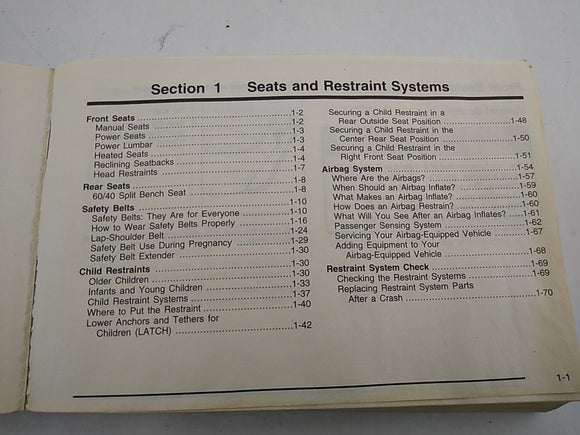 Section 1 Seats and Restraint Systems
Front Seats ...1-2
Manual Seats ...1-2
Power Seats ...1-3
Power Lumbar ...1-3
Heated Seats ...1-4
Reclining Seatbacks ...1-4
Head Restraints ...1-7
Rear Seats ...1-8
60/40 Split Bench Seat ...1-8
Safety Belts ...1-10
Safety Belts: They Are for Everyone ...1-10
How to Wear Safety Belts Properly ...1-16
Lap-Shoulder Belt ...1-24
Safety Belt Use During Pregnancy ...1-29
Safety Belt Extender ...1-30
Child Restraints ...1-30
Older Children ...1-30
Infants and Young Children ...1-33
Child Restraint Systems ...1-37
Where to Put the Restraint ...1-40
Lower Anchors and Tethers for
Children (LATCH) ...1-42
Securing a Child Restraint in a
Rear Outside Seat Position ...1-48
Securing a Child Restraint in the
Center Rear Seat Position ...1-50
Securing a Child Restraint in the
Right Front Seat Position ...1-51
Airbag System ...1-54
Where Are the Airbags? ...1-57
When Should an Airbag Inflate? ...1-59
What Makes an Airbag Inflate? ...1-60
How Does an Airbag Restrain? ...1-60
What Will You See After an Airbag Inflates? ...1-61
Passenger Sensing System ...1-62
Servicing Your Airbag-Equipped Vehicle ...1-67
Adding Equipment to Your
Airbag-Equipped Vehicle ...1-68
Restraint System Check ...1-69
Checking the Restraint Systems ...1-69
Replacing Restraint System Parts
After a Crash ...1-70
1-1